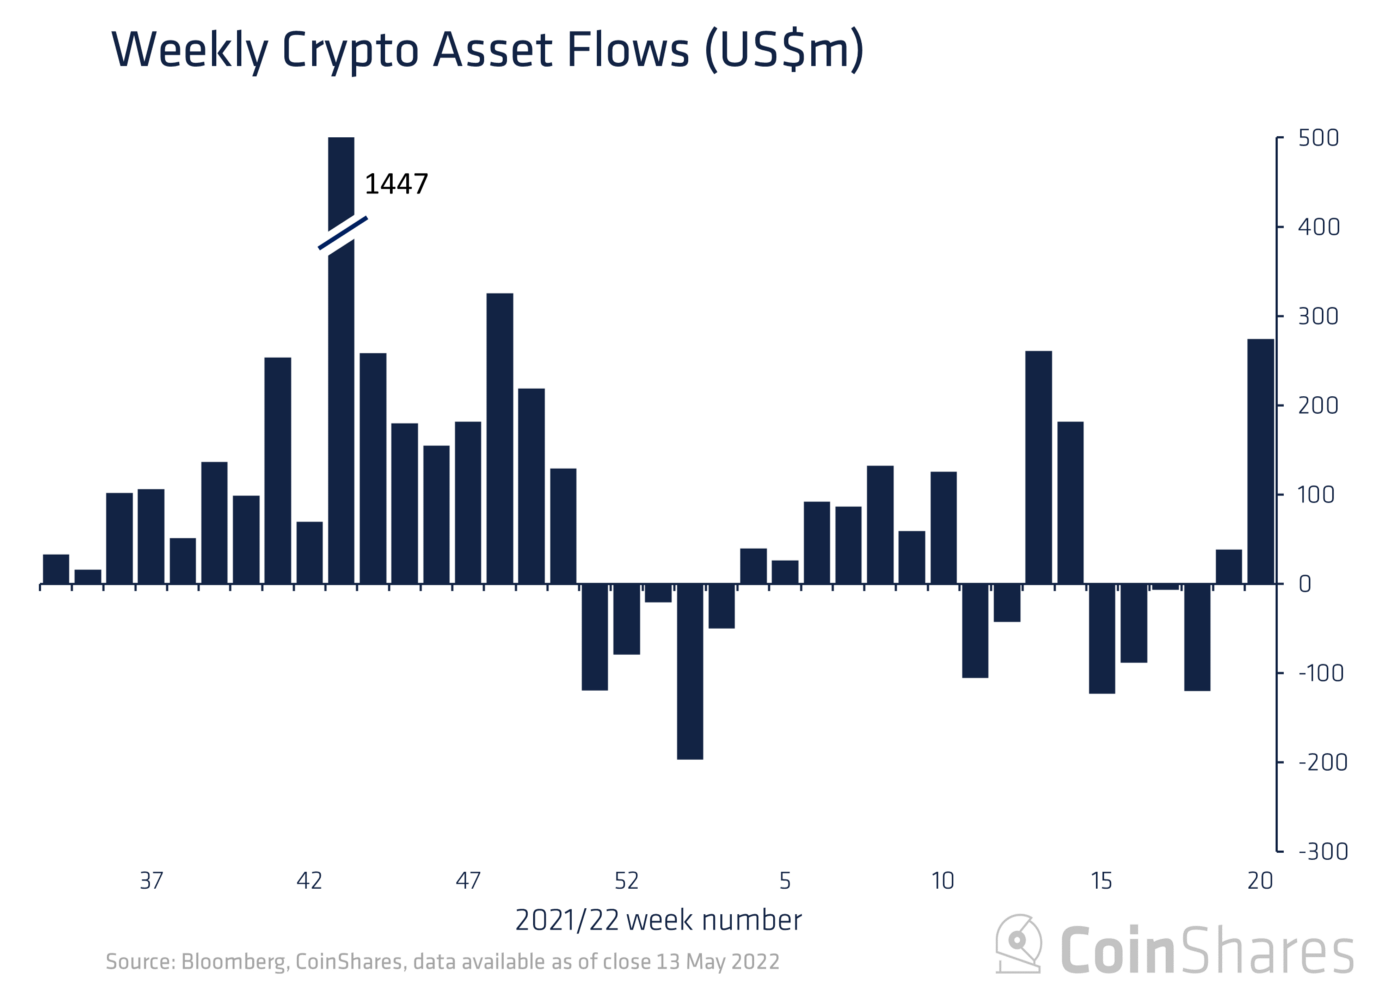 Weekly Crypto Asset Flows (US$m)
1447
500
400
300
200
100
0
-100
-200
-300
37 42 47 52 5 10 15 20
2021/22 week number
Source: Bloomberg, CoinShares, data available as of close 13 May 2022
CoinShares